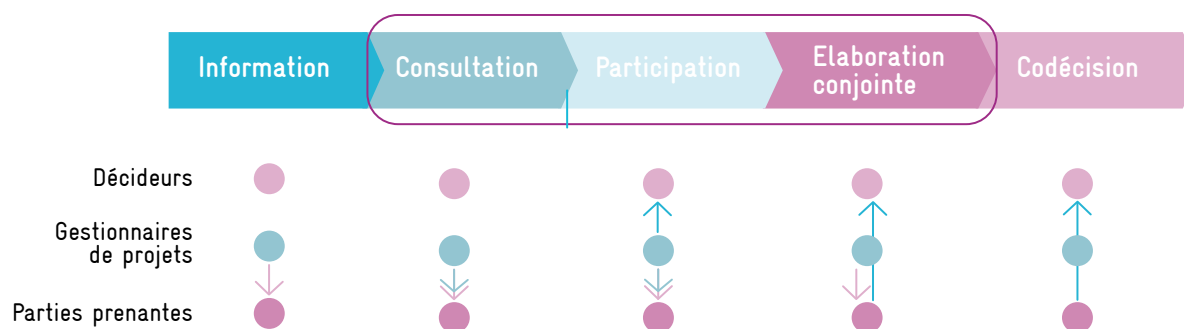 Information
Consultation
Participation
Elaboration
conjointe
Codécision
Décideurs
Gestionnaires
de projets
Parties prenantes